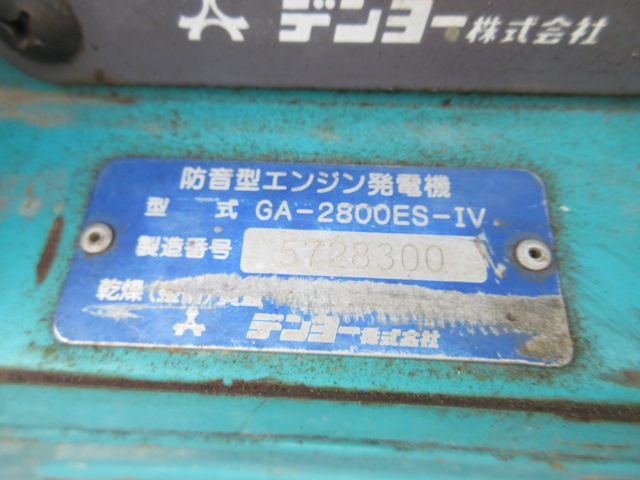 デンヨー株式会社
防音型エンジン発電機
型 式 GA-2800ES-IV
製造番号 5728300
乾燥
デンヨー株式会社